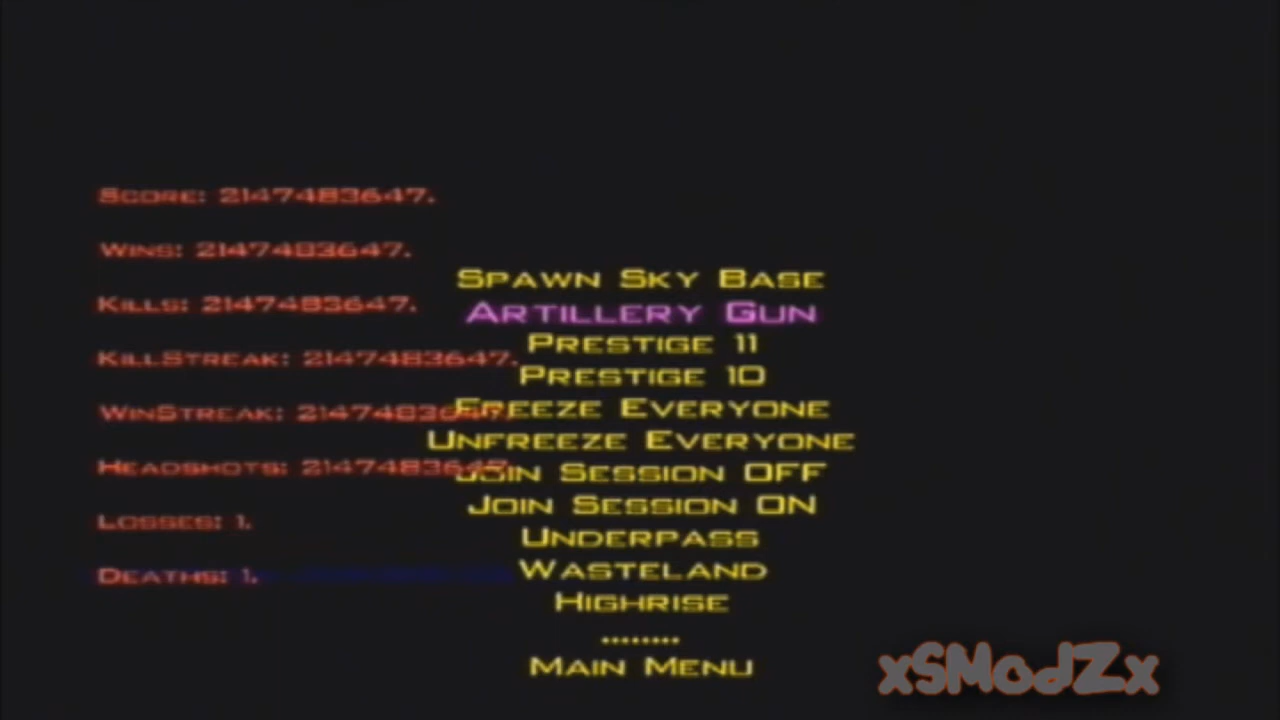 Score: 2147483647.
Wins: 2147483647.
Kills: 2147483647.
KillStreak: 2147483647.
WinStreak: 2147483647.
Headshots: 2147483647.
Losses: 1.
Deaths: 1.
Spawn Sky Base
Artillery Gun
Prestige 11
Prestige 10
Freeze Everyone
Unfreeze Everyone
Join Session OFF
Join Session ON
Underpass
Wasteland
Highrise
........
Main Menu
xSModZx